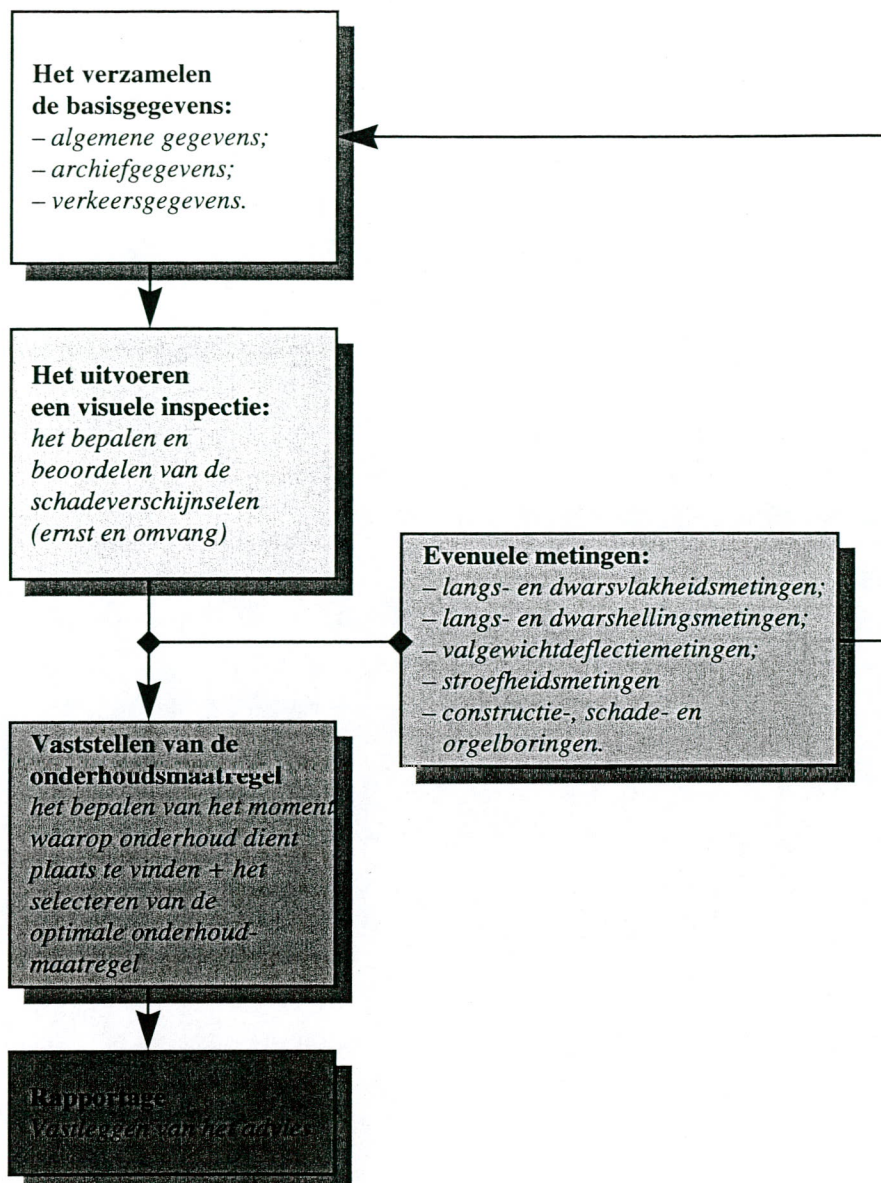 Het verzamelen
de basisgegevens:
– algemene gegevens;
– archiefgegevens;
– verkeersgegevens.
Het uitvoeren
een visuele inspectie:
het bepalen en
beoordelen van de
schadeverschijnselen
(ernst en omvang)
Evenuele metingen:
– langs- en dwarsvlakheidsmetingen;
– langs- en dwarshellingsmetingen;
– valgewichtdeflectiemetingen;
– stroefheidsmetingen
– constructie-, schade- en
orgelboringen.
Vaststellen van de
onderhoudsmaatregel
het bepalen van het moment
waarop onderhoud dient
plaats te vinden + het
selecteren van de
optimale onderhoud-
maatregel
Rapportage
Vastleggen van het advies